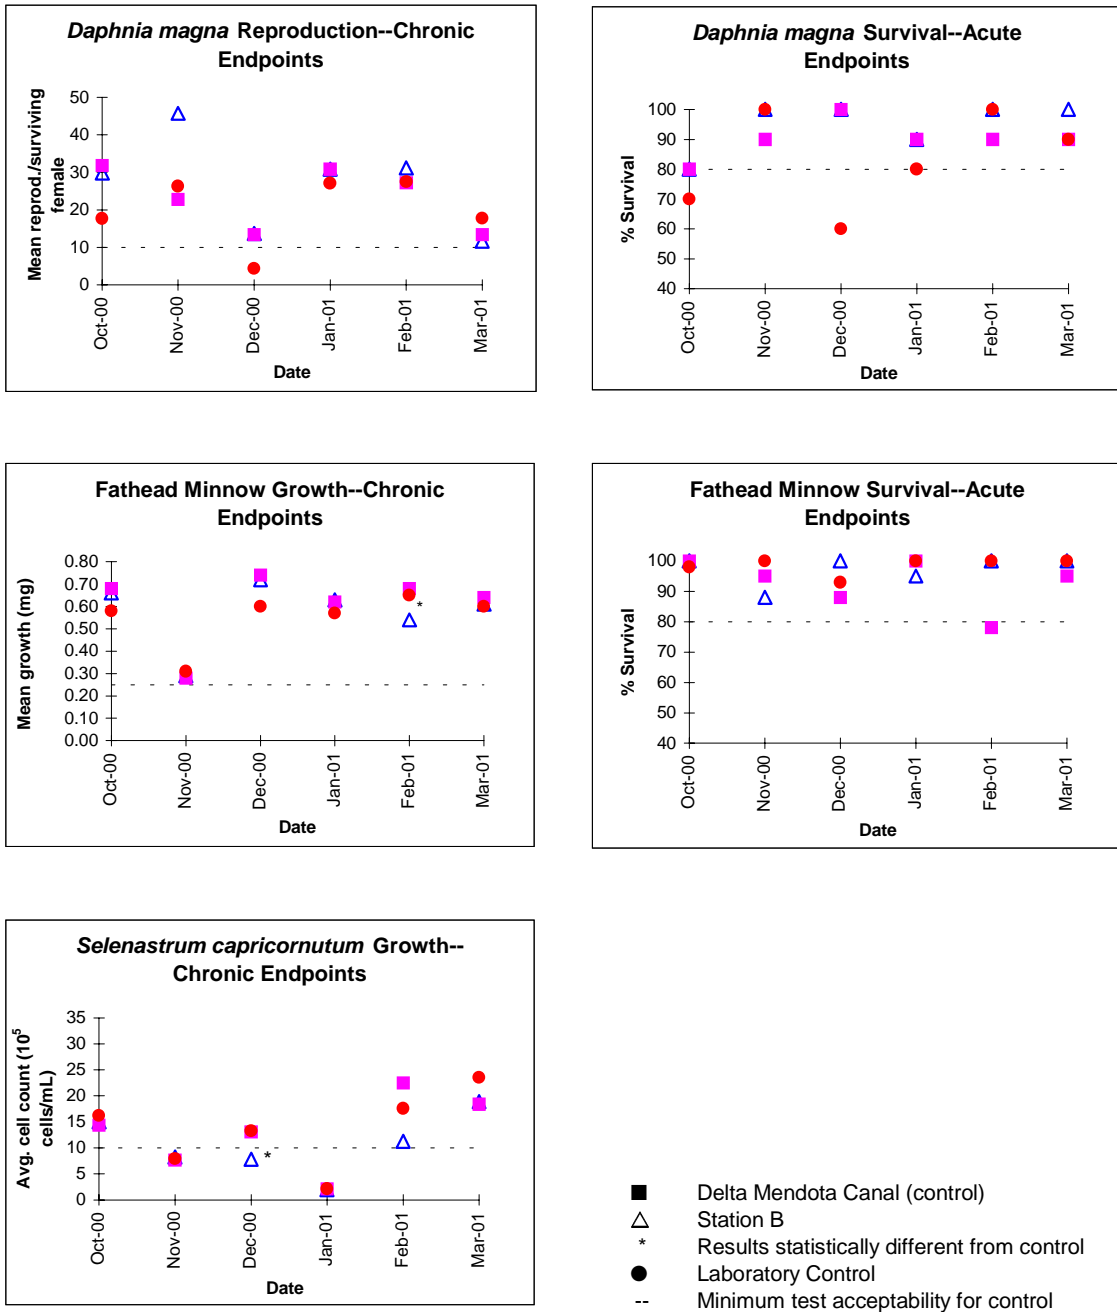 Daphnia magna Reproduction--Chronic
Endpoints
Mean reprod./surviving
female
50
40
30
20
10
0
Oct-00
Nov-00
Dec-00
Jan-01
Feb-01
Mar-01
Date
Daphnia magna Survival--Acute
Endpoints
% Survival
100
90
80
70
60
50
40
Oct-00
Nov-00
Dec-00
Jan-01
Feb-01
Mar-01
Date
Fathead Minnow Growth--Chronic
Endpoints
Mean growth (mg)
0.80
0.70
0.60
0.50
0.40
0.30
0.20
0.10
0.00
*
Oct-00
Nov-00
Dec-00
Jan-01
Feb-01
Mar-01
Date
Fathead Minnow Survival--Acute
Endpoints
% Survival
100
90
80
70
60
50
40
Oct-00
Nov-00
Dec-00
Jan-01
Feb-01
Mar-01
Date
Selenastrum capricornutum Growth--
Chronic Endpoints
Avg. cell count (10⁵
cells/mL)
35
30
25
20
15
10
5
0
*
Oct-00
Nov-00
Dec-00
Jan-01
Feb-01
Mar-01
Date
Delta Mendota Canal (control)
Station B
* Results statistically different from control
Laboratory Control
-- Minimum test acceptability for control